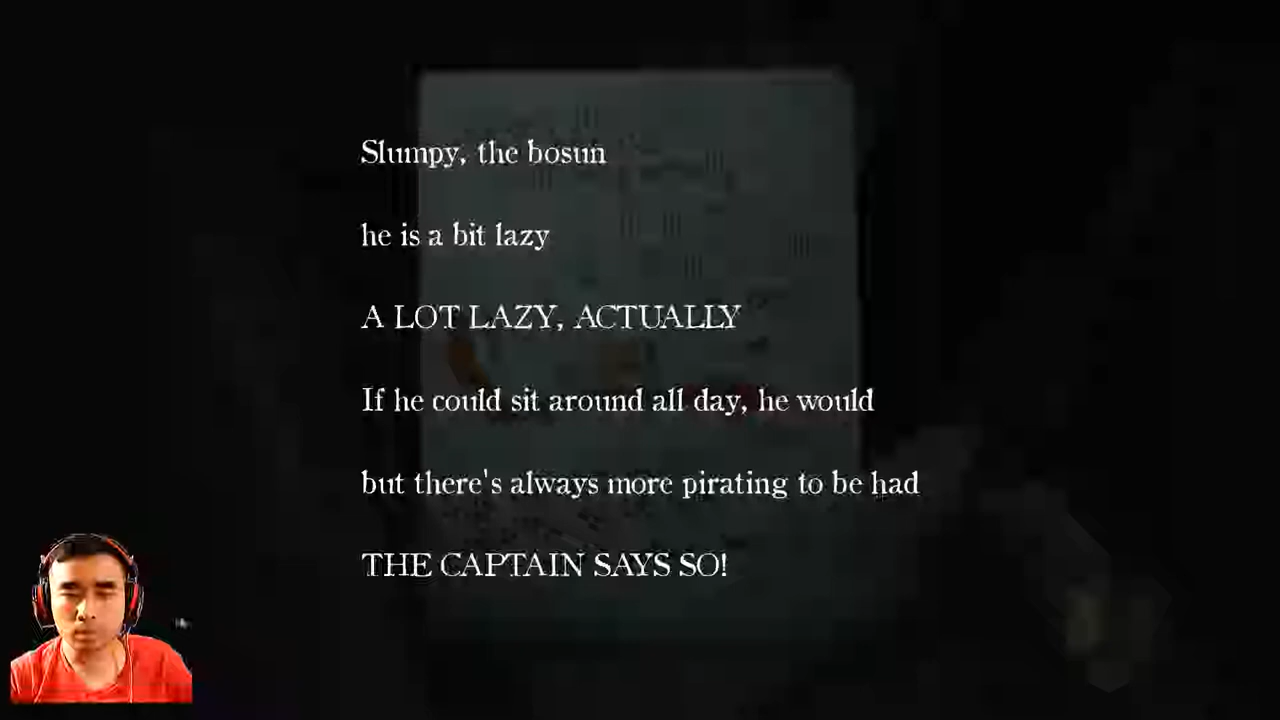 Slumpy, the bosun
he is a bit lazy
A LOT LAZY, ACTUALLY
If he could sit around all day, he would
but there's always more pirating to be had
THE CAPTAIN SAYS SO!